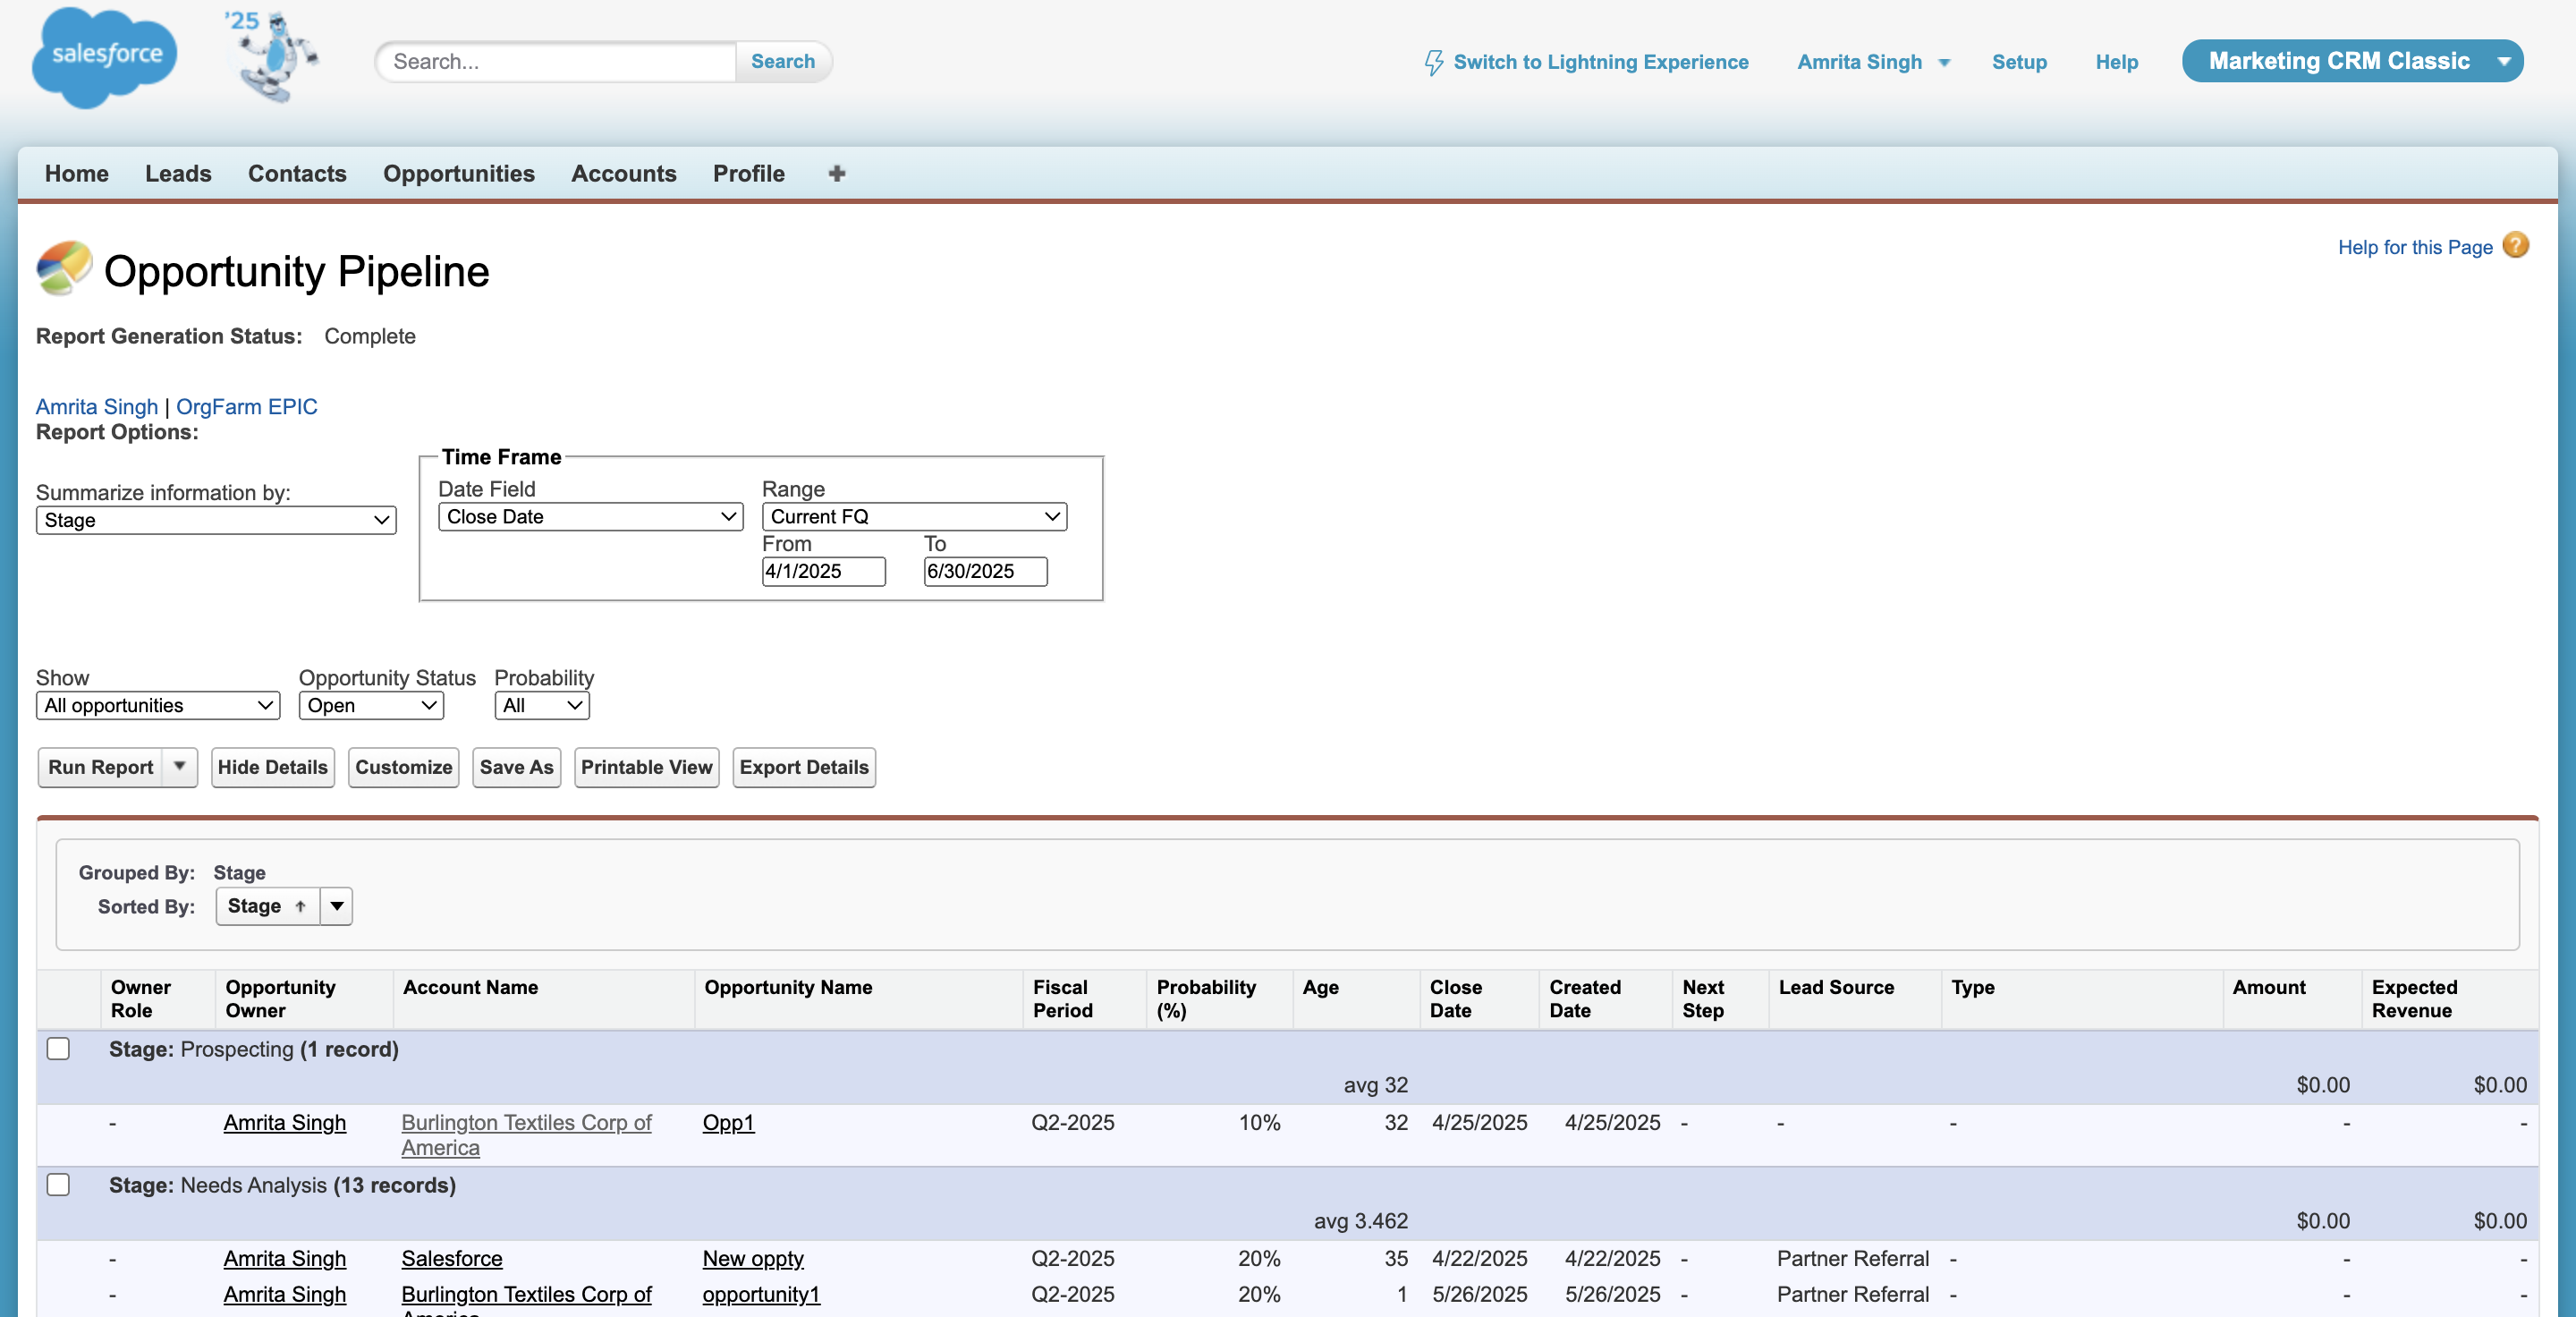 salesforce
'25
Search...
Search
Switch to Lightning Experience
Amrita Singh
Setup
Help
Marketing CRM Classic
Home
Leads
Contacts
Opportunities
Accounts
Profile
Opportunity Pipeline
Help for this Page
?
Report Generation Status: Complete
Amrita Singh | OrgFarm EPIC
Report Options:
Summarize information by:
Stage
Time Frame
Date Field
Close Date
Range
Current FQ
From
4/1/2025
To
6/30/2025
Show
All opportunities
Opportunity Status
Open
Probability
All
Run Report
Hide Details
Customize
Save As
Printable View
Export Details
Grouped By: Stage
Sorted By: Stage ↑
Owner Role
Opportunity Owner
Account Name
Opportunity Name
Fiscal Period
Probability (%)
Age
Close Date
Created Date
Next Step
Lead Source
Type
Amount
Expected Revenue
Stage: Prospecting (1 record)
avg 32 $0.00 $0.00
- Amrita Singh Burlington Textiles Corp of America Opp1 Q2-2025 10% 32 4/25/2025 4/25/2025 - - - - -
Stage: Needs Analysis (13 records)
avg 3.462 $0.00 $0.00
- Amrita Singh Salesforce New oppty Q2-2025 20% 35 4/22/2025 4/22/2025 - Partner Referral - - -
- Amrita Singh Burlington Textiles Corp of opportunity1 Q2-2025 20% 1 5/26/2025 5/26/2025 - Partner Referral - - -